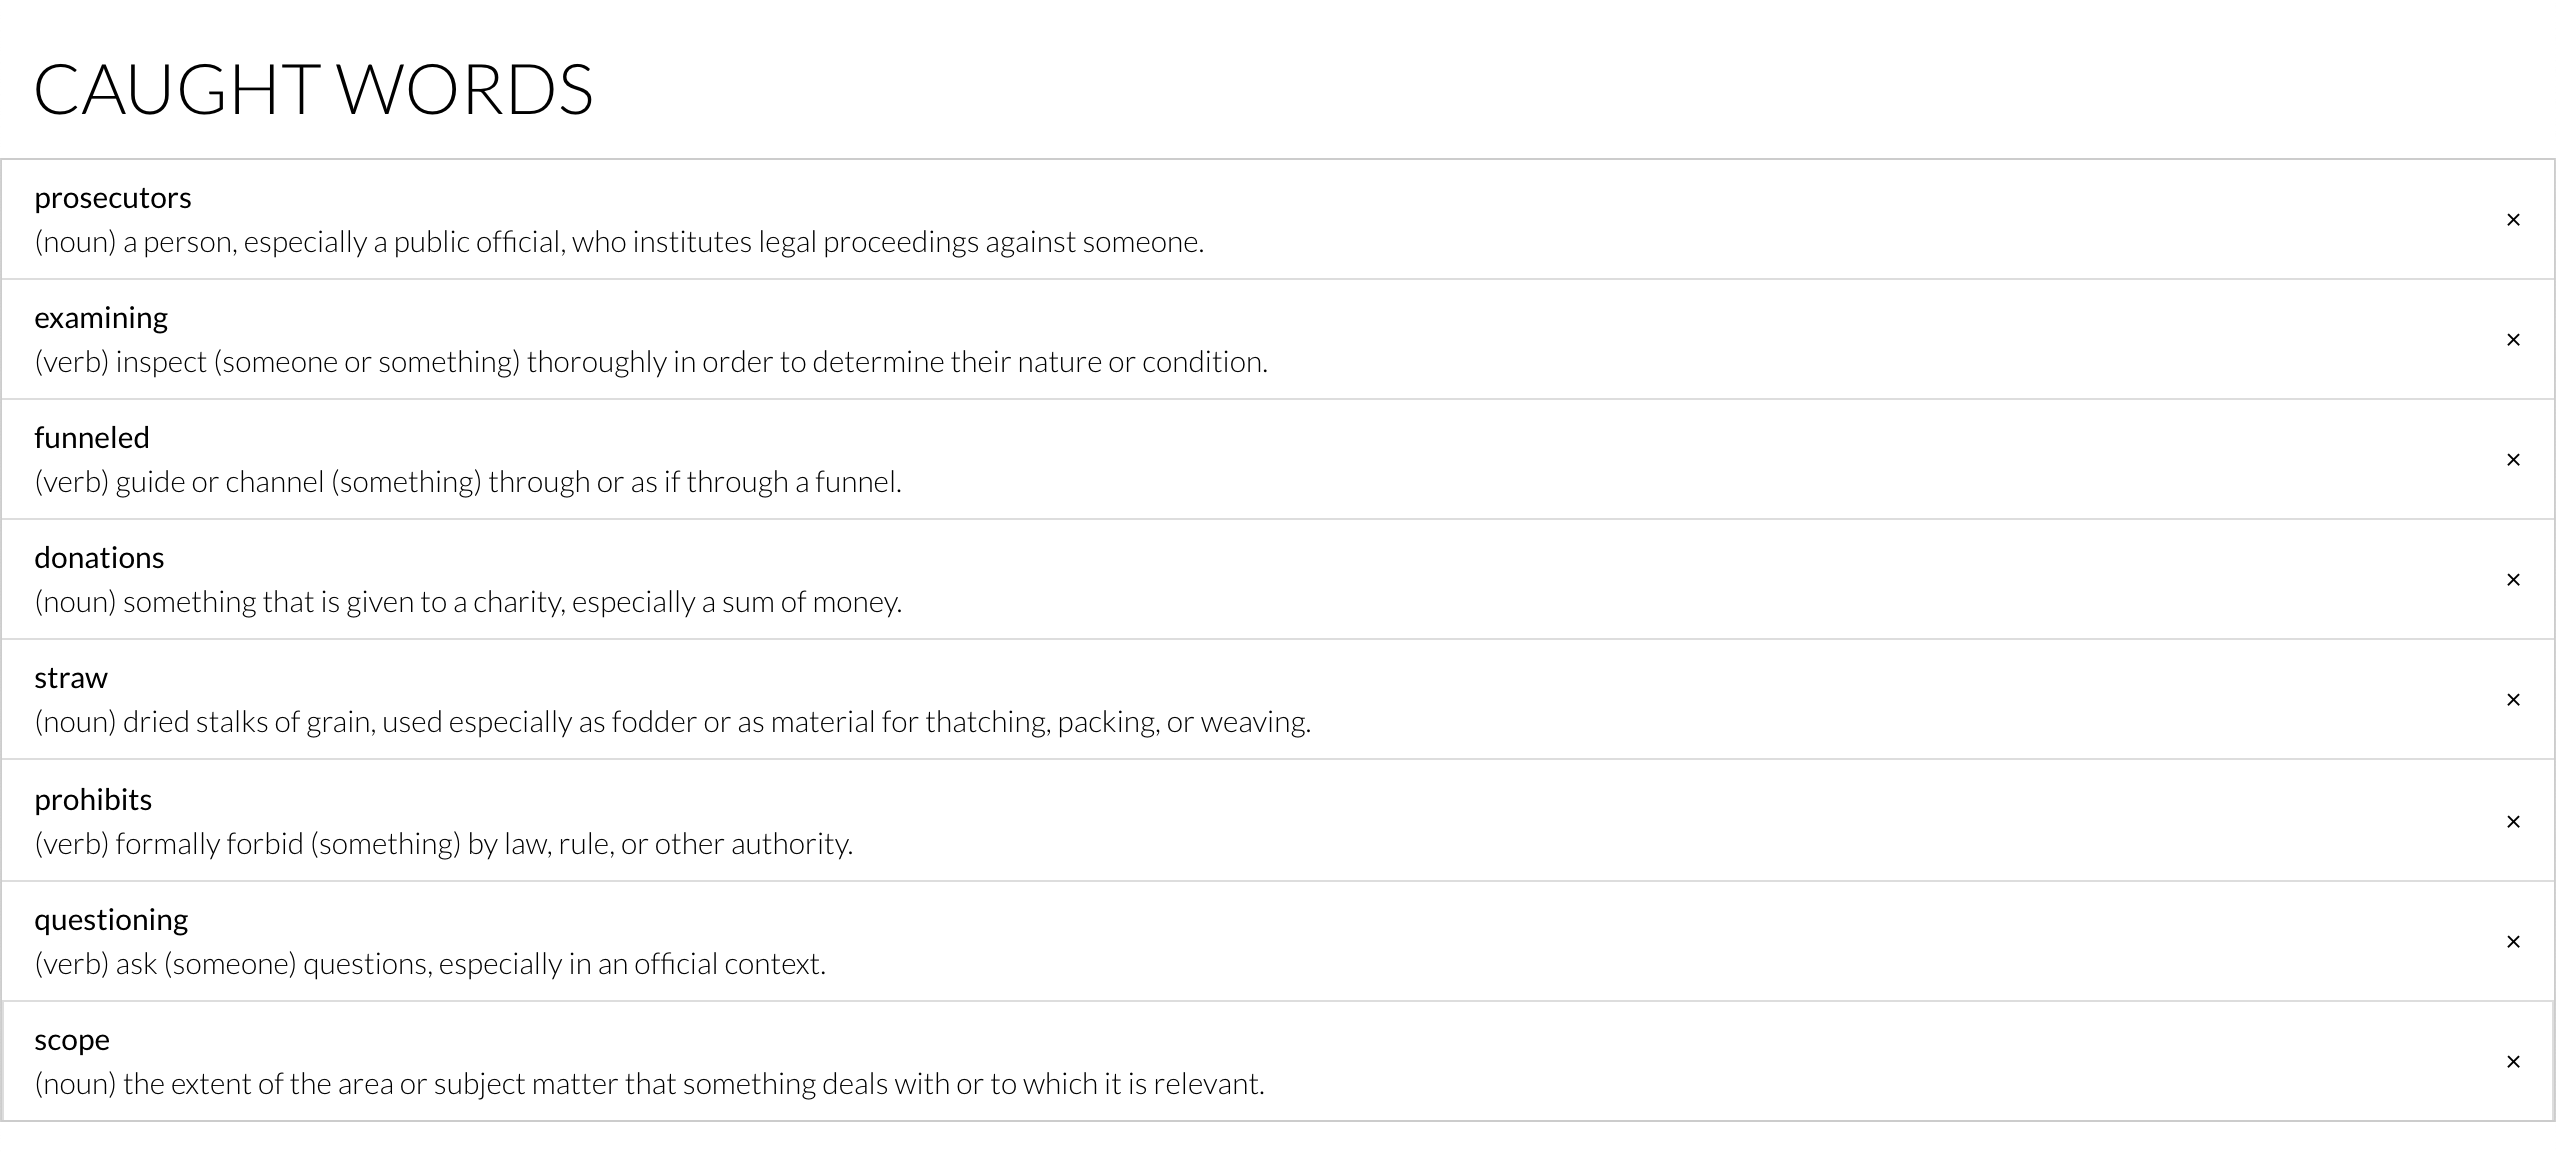 CAUGHT WORDS
prosecutors
(noun) a person, especially a public official, who institutes legal proceedings against someone.
×
examining
(verb) inspect (someone or something) thoroughly in order to determine their nature or condition.
×
funneled
(verb) guide or channel (something) through or as if through a funnel.
×
donations
(noun) something that is given to a charity, especially a sum of money.
×
straw
(noun) dried stalks of grain, used especially as fodder or as material for thatching, packing, or weaving.
×
prohibits
(verb) formally forbid (something) by law, rule, or other authority.
×
questioning
(verb) ask (someone) questions, especially in an official context.
×
scope
(noun) the extent of the area or subject matter that something deals with or to which it is relevant.
×